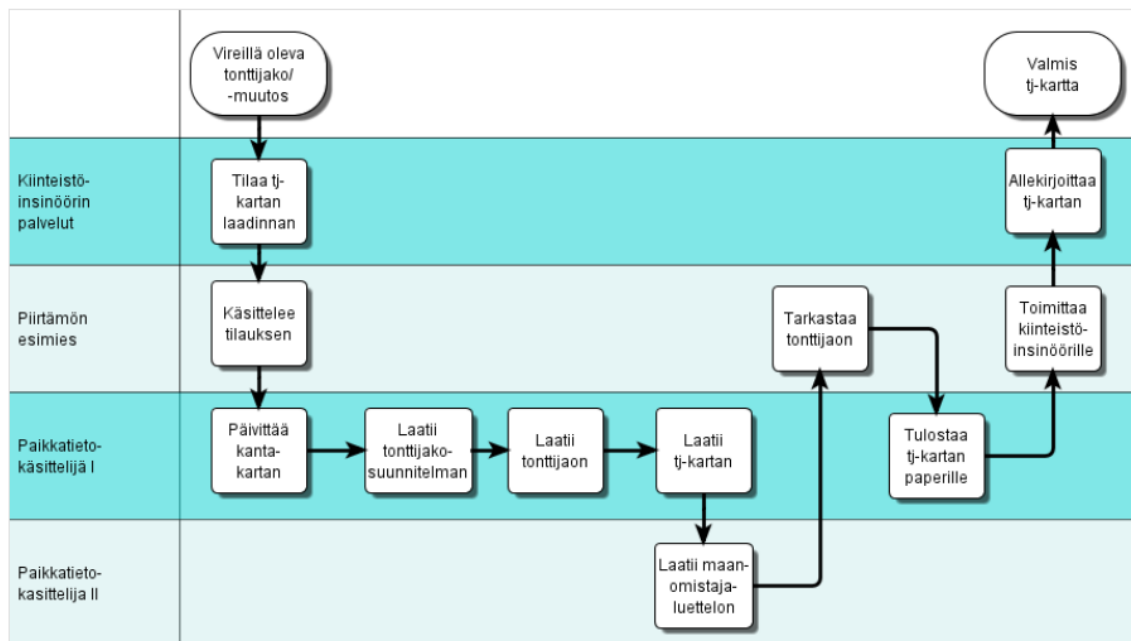 Vireillä oleva
tonttijako/
-muutos
Valmis
tj-kartta
Kiinteistö-
insinöörin
palvelut
Tilaa tj-
kartan
laadinnan
Allekirjoittaa
tj-kartan
Piirtämön
esimies
Käsittelee
tilauksen
Tarkastaa
tonttijaon
Toimittaa
kiinteistö-
insinöörille
Paikkatieto-
käsittelijä I
Päivittää
kanta-
kartan
Laatii
tonttijako-
suunnitelman
Laatii
tonttijaon
Laatii
tj-kartan
Tulostaa
tj-kartan
paperille
Paikkatieto-
kasittelija II
Laatii maan-
omistaja-
luettelon